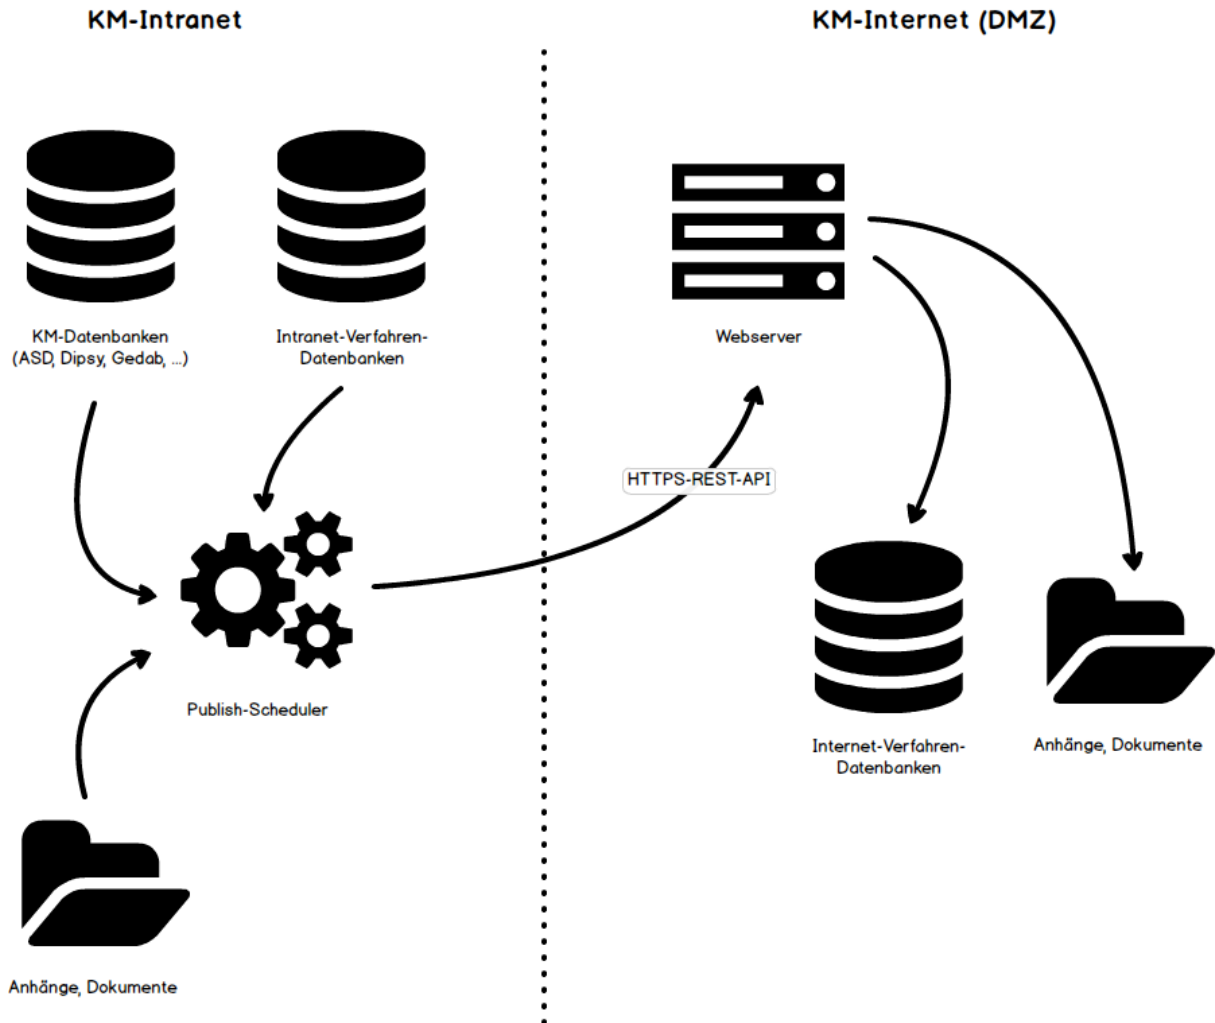 KM-Intranet
KM-Internet (DMZ)
KM-Datenbanken
(ASD, Dipsy, Gedab, ...)
Intranet-Verfahren-
Datenbanken
Webserver
HTTPS-REST-API
Publish-Scheduler
Internet-Verfahren-
Datenbanken
Anhänge, Dokumente
Anhänge, Dokumente